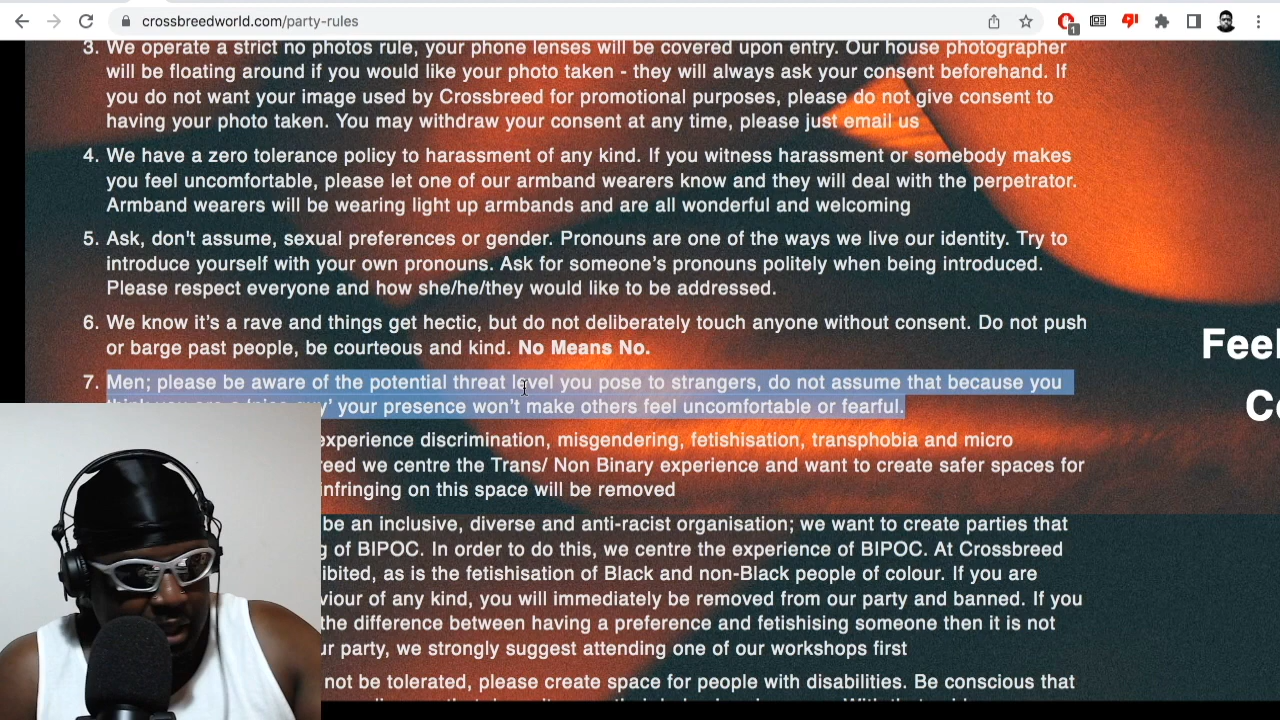 crossbreedworld.com/party-rules
1
3. We operate a strict no photos rule, your phone lenses will be covered upon entry. Our house photographer
will be floating around if you would like your photo taken - they will always ask your consent beforehand. If
you do not want your image used by Crossbreed for promotional purposes, please do not give consent to
having your photo taken. You may withdraw your consent at any time, please just email us
4. We have a zero tolerance policy to harassment of any kind. If you witness harassment or somebody makes
you feel uncomfortable, please let one of our armband wearers know and they will deal with the perpetrator.
Armband wearers will be wearing light up armbands and are all wonderful and welcoming
5. Ask, don't assume, sexual preferences or gender. Pronouns are one of the ways we live our identity. Try to
introduce yourself with your own pronouns. Ask for someone's pronouns politely when being introduced.
Please respect everyone and how she/he/they would like to be addressed.
6. We know it's a rave and things get hectic, but do not deliberately touch anyone without consent. Do not push
or barge past people, be courteous and kind. No Means No.
Feel
7. Men; please be aware of the potential threat level you pose to strangers, do not assume that because you
your presence won't make others feel uncomfortable or fearful.
experience discrimination, misgendering, fetishisation, transphobia and micro
we centre the Trans/ Non Binary experience and want to create safer spaces for
infringing on this space will be removed
be an inclusive, diverse and anti-racist organisation; we want to create parties that
of BIPOC. In order to do this, we centre the experience of BIPOC. At Crossbreed
as is the fetishisation of Black and non-Black people of colour. If you are
of any kind, you will immediately be removed from our party and banned. If you
the difference between having a preference and fetishising someone then it is not
party, we strongly suggest attending one of our workshops first
not be tolerated, please create space for people with disabilities. Be conscious that